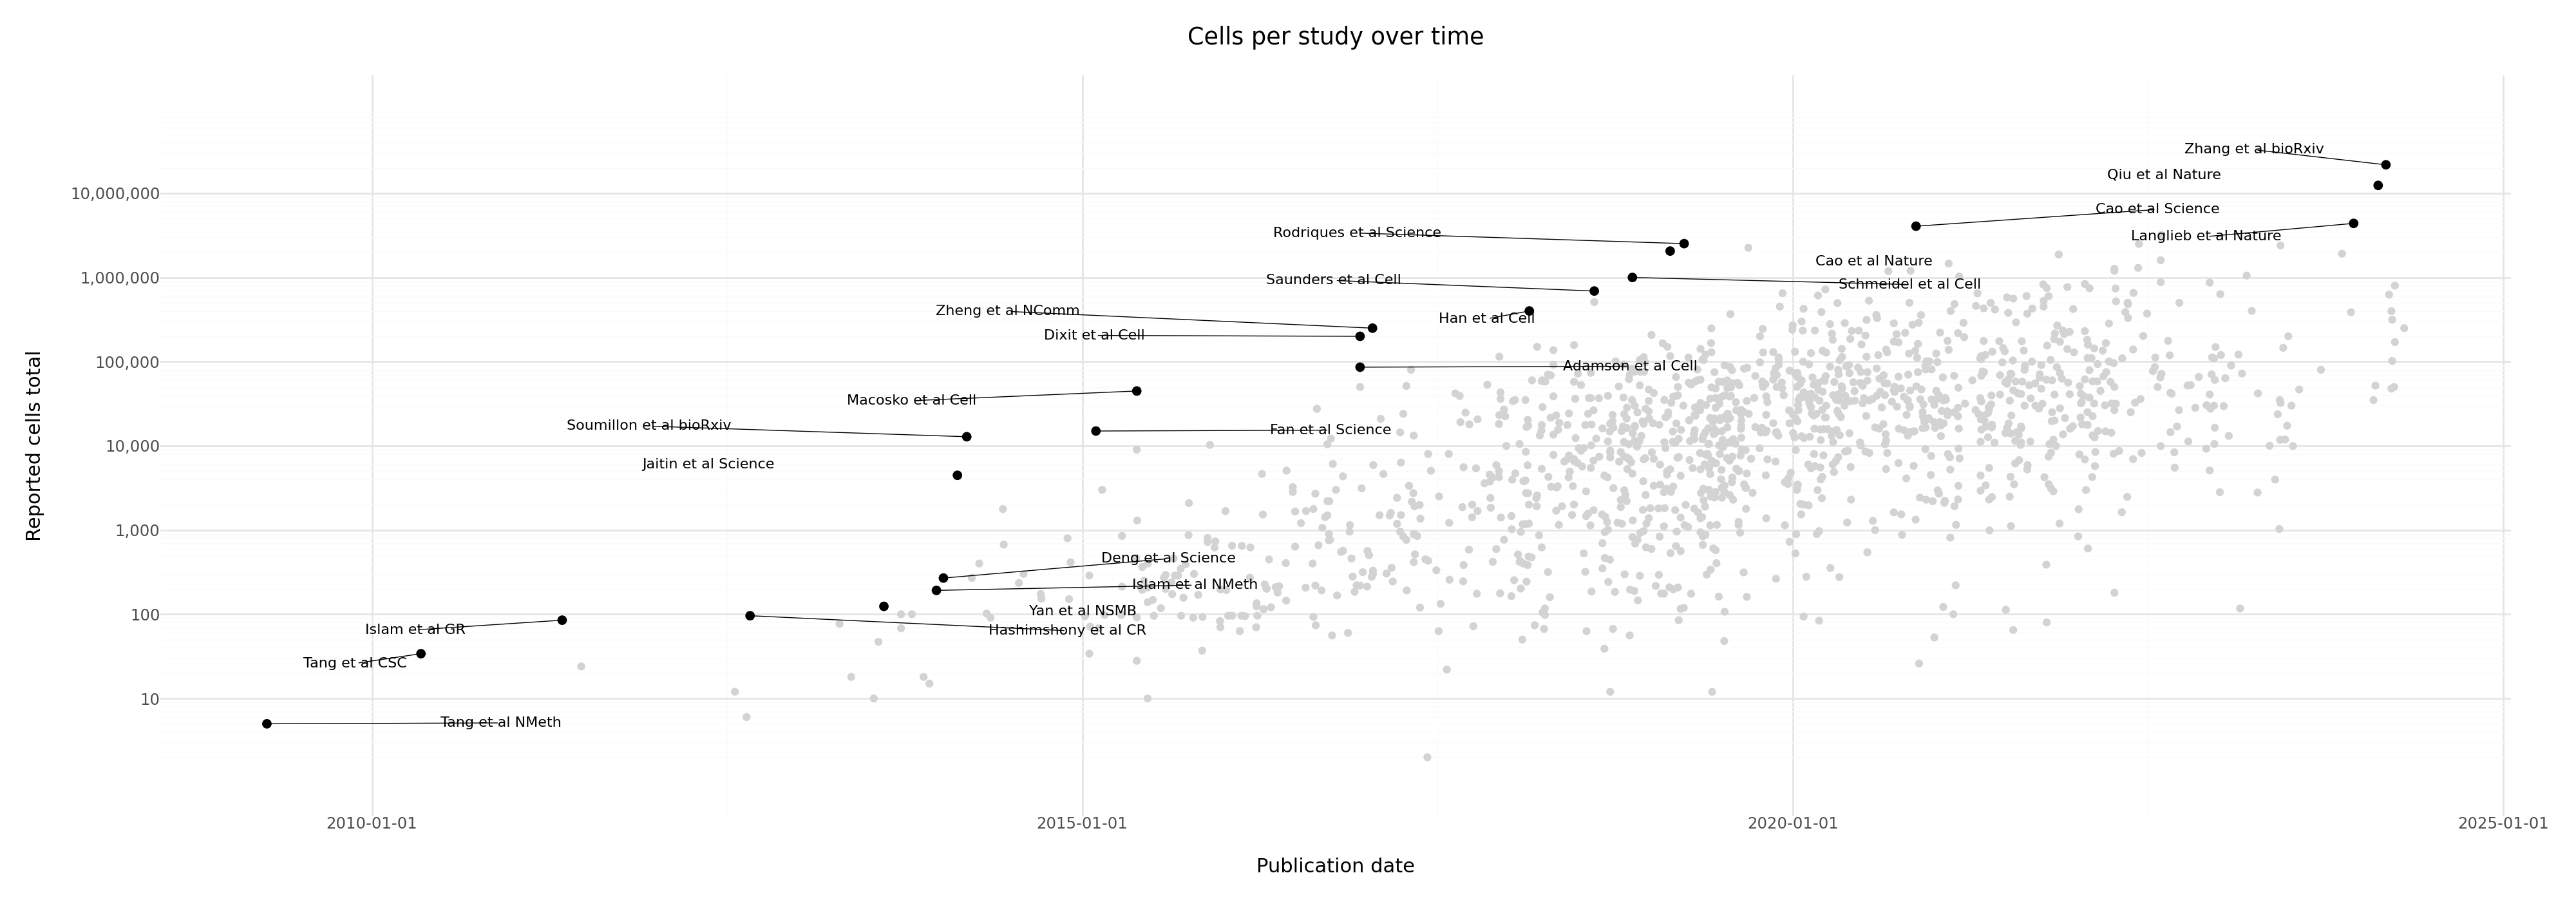 Cells per study over time
Zhang et al bioRxiv
Qiu et al Nature
10,000,000
Cao et al Science
Rodriques et al Science
Langlieb et al Nature
Cao et al Nature
1,000,000
Saunders et al Cell
Schmeidel et al Cell
Zheng et al NComm
Han et al Cell
Dixit et al Cell
100,000
Adamson et al Cell
Macosko et al Cell
Soumillon et al bioRxiv
Fan et al Science
10,000
Jaitin et al Science
Reported cells total
1,000
Deng et al Science
Islam et al NMeth
Yan et al NSMB
100
Islam et al GR
Hashimshony et al CR
Tang et al CSC
10
Tang et al NMeth
2010-01-01
2015-01-01
2020-01-01
2025-01-01
Publication date